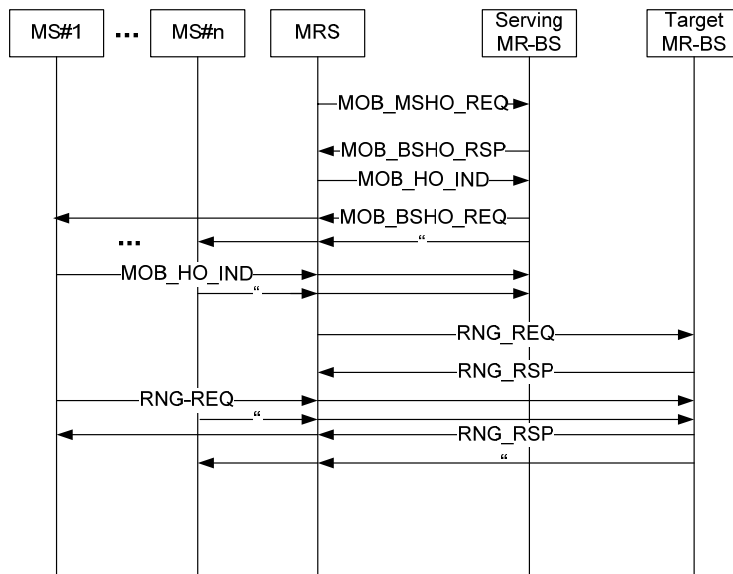 MS#1
...
MS#n
MRS
Serving
MR-BS
Target
MR-BS
MOB_MSHO_REQ
MOB_BSHO_RSP
MOB_HO_IND
MOB_BSHO_REQ
...
“
MOB_HO_IND
“
RNG_REQ
RNG_RSP
RNG-REQ
“
RNG_RSP
“